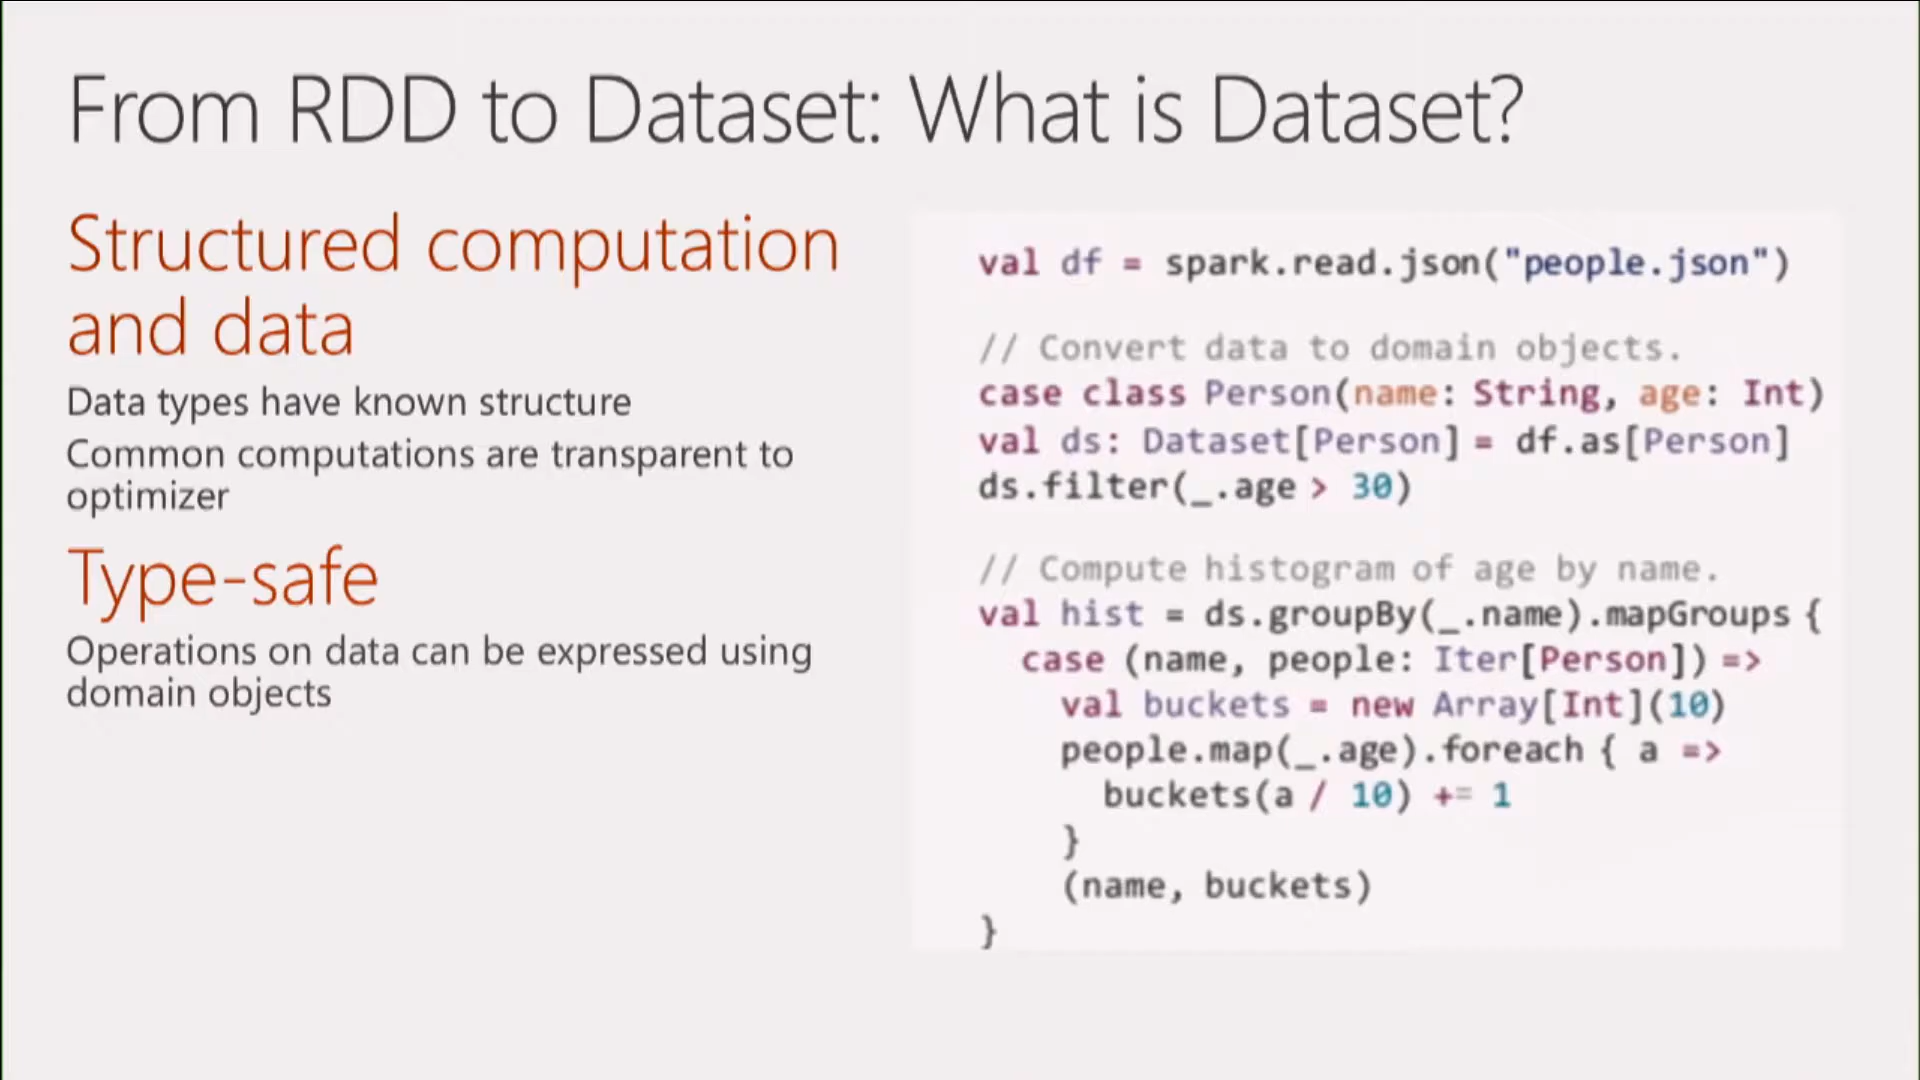 From RDD to Dataset: What is Dataset?
Structured computation
and data
Data types have known structure
Common computations are transparent to
optimizer
Type-safe
Operations on data can be expressed using
domain objects
val df = spark.read.json("people.json")
// Convert data to domain objects.
case class Person(name: String, age: Int)
val ds: Dataset[Person] = df.as[Person]
ds.filter(_.age > 30)
// Compute histogram of age by name.
val hist = ds.groupBy(_.name).mapGroups {
case (name, people: Iter[Person]) =>
val buckets = new Array[Int](10)
people.map(_.age).foreach { a =>
buckets(a / 10) += 1
}
(name, buckets)
}